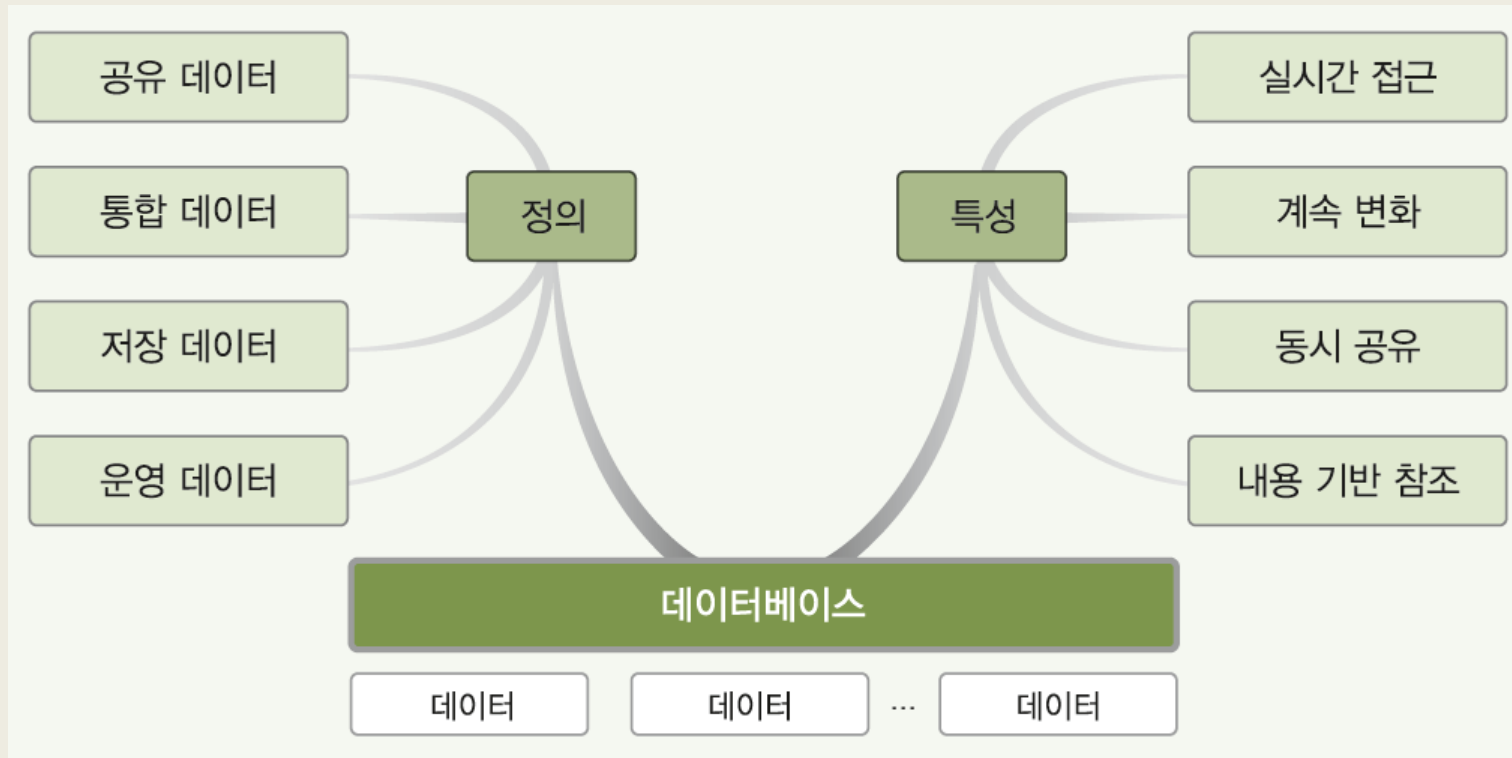 공유 데이터
통합 데이터
저장 데이터
운영 데이터
정의
특성
실시간 접근
계속 변화
동시 공유
내용 기반 참조
데이터베이스
데이터
데이터
...
데이터